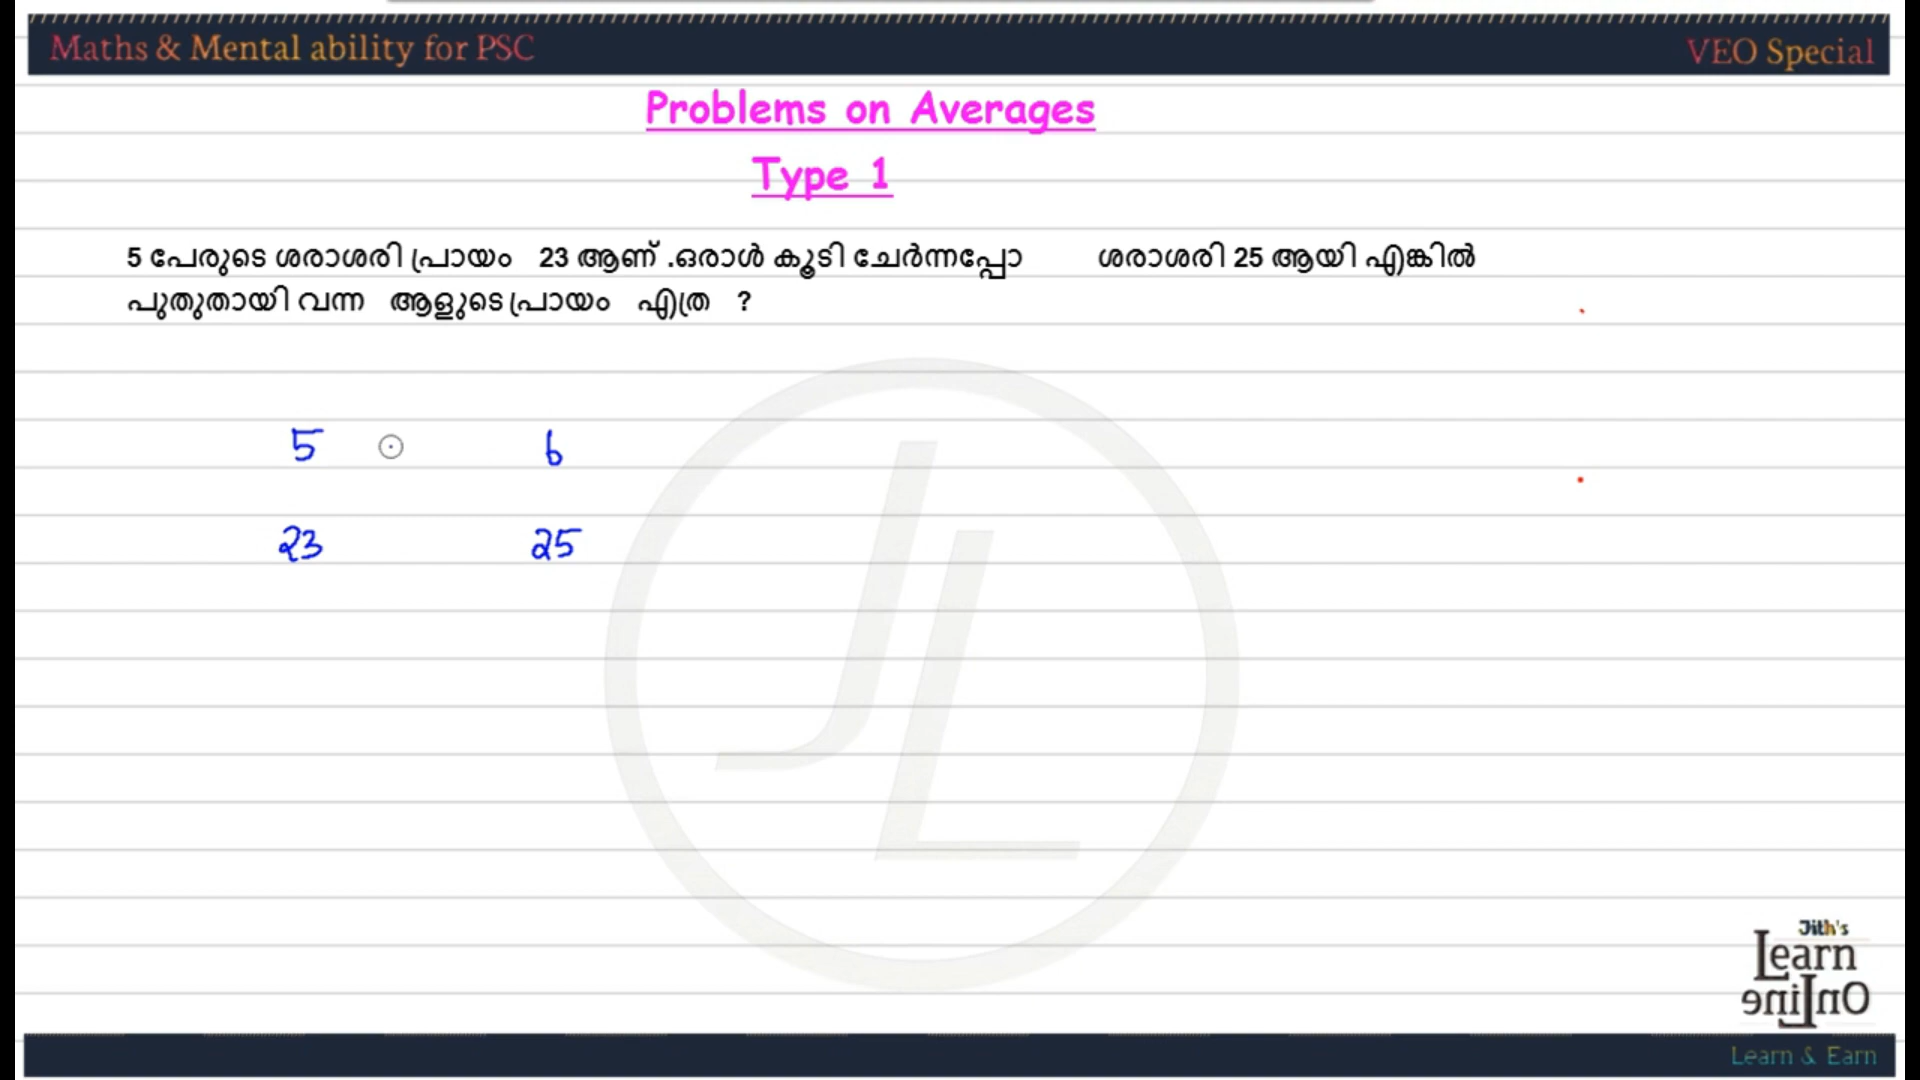 Maths & Mental ability for PSC
VEO Special
Problems on Averages
Type 1
5 പേരുടെ ശരാശരി പ്രായം 23 ആണ് .ഒരാൾ കൂടി ചേർന്നപ്പോ ശരാശരി 25 ആയി എങ്കിൽ
പുതുതായി വന്ന ആളുടെ പ്രായം എത്ര ?
5 6
23 25
JL
Jith's
Learn
OnLine
Learn & Earn